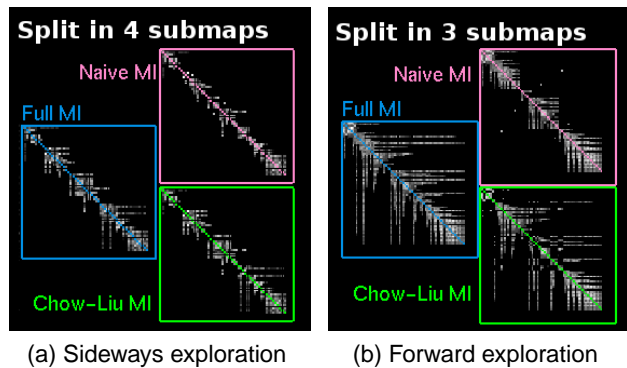 Split in 4 submaps
Naive MI
Full MI
Chow-Liu MI
(a) Sideways exploration
Split in 3 submaps
Naive MI
Full MI
Chow-Liu MI
(b) Forward exploration